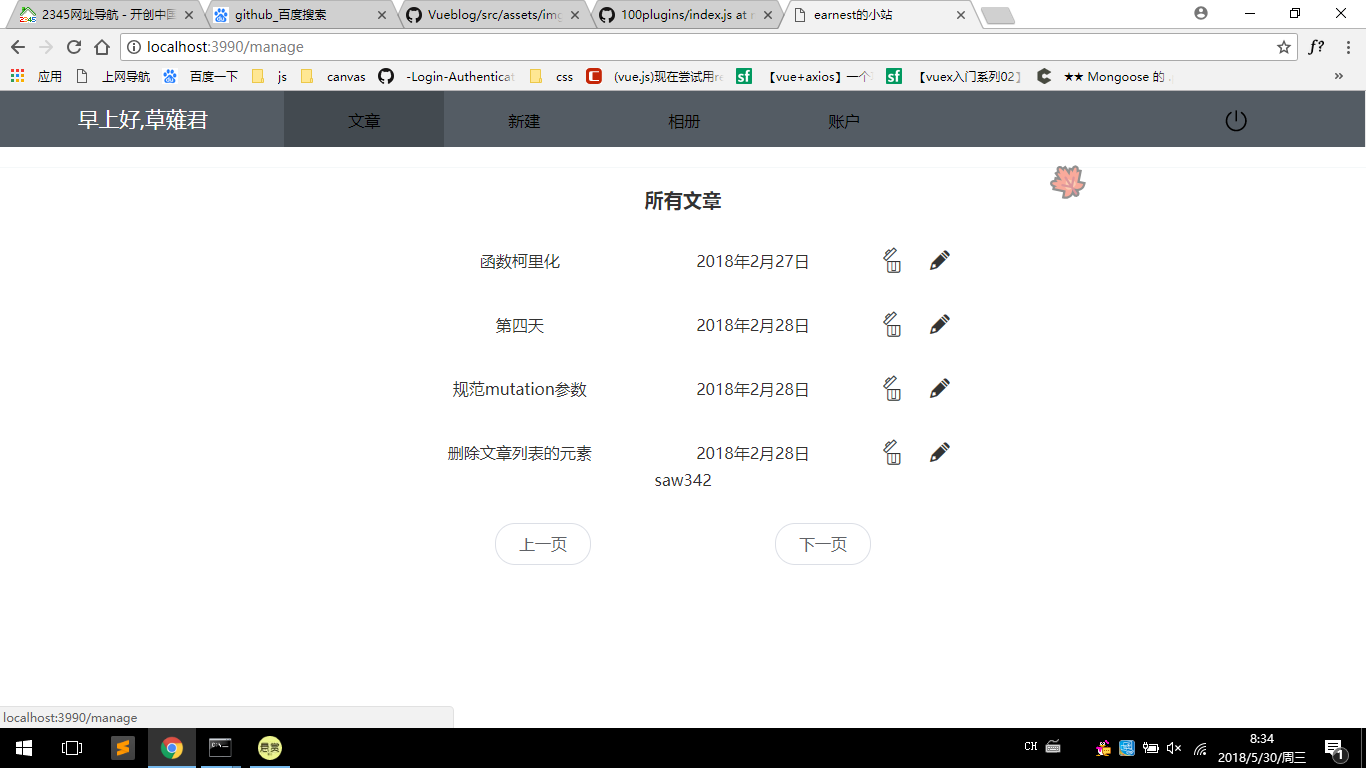 2345网址导航 - 开创中国 github_百度搜索 Vueblog/src/assets/img 100plugins/index.js at earnest的小站
localhost:3990/manage f?
应用 上网导航 百度一下 js canvas -Login-Authenticat css (vue.js)现在尝试用re 【vue+axios】一个 【vuex入门系列02】 ★★ Mongoose 的 »
早上好,草薙君 文章 新建 相册 账户
所有文章
函数柯里化 2018年2月27日
第四天 2018年2月28日
规范mutation参数 2018年2月28日
删除文章列表的元素 2018年2月28日
saw342
上一页 下一页
localhost:3990/manage
悬赏 CH 8:34
2018/5/30/周三 1